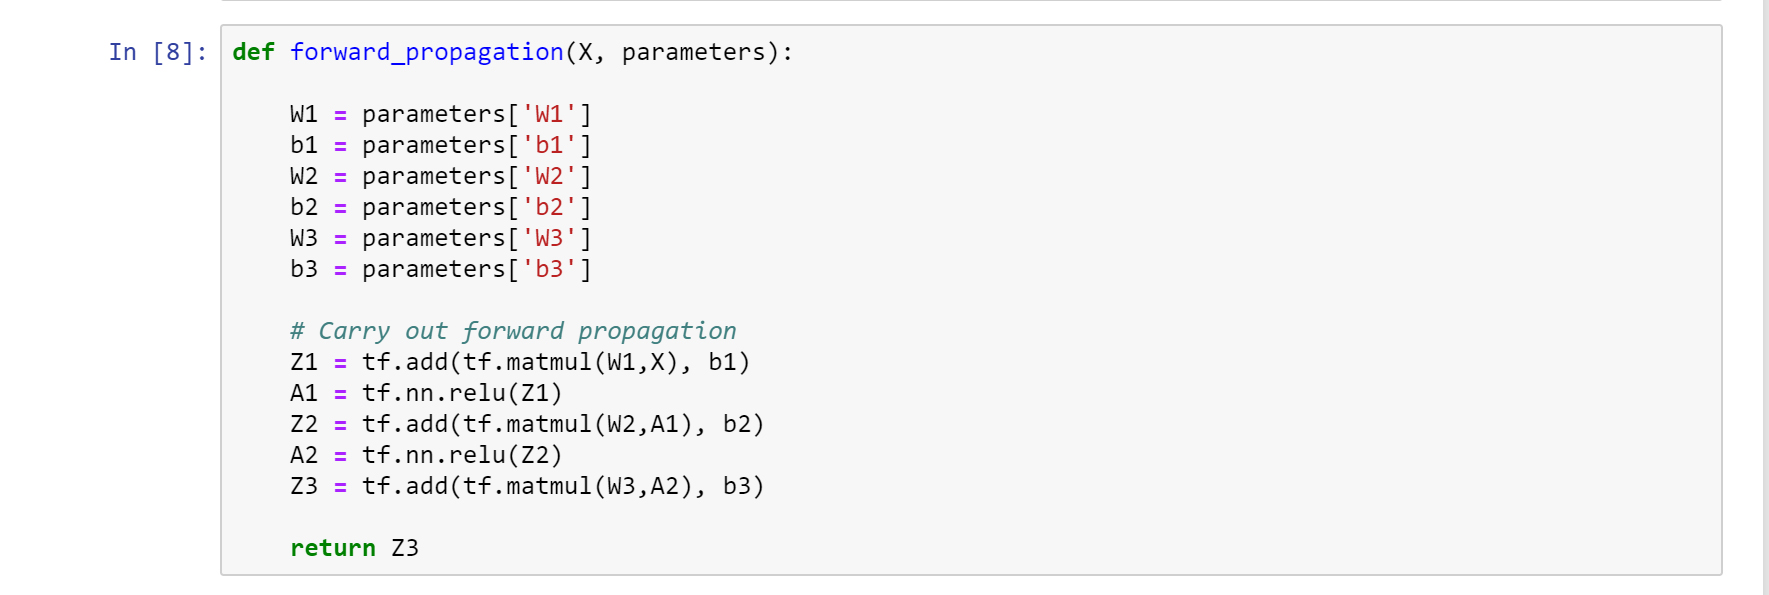 In [8]: def forward_propagation(X, parameters):
W1 = parameters['W1']
b1 = parameters['b1']
W2 = parameters['W2']
b2 = parameters['b2']
W3 = parameters['W3']
b3 = parameters['b3']
# Carry out forward propagation
Z1 = tf.add(tf.matmul(W1,X), b1)
A1 = tf.nn.relu(Z1)
Z2 = tf.add(tf.matmul(W2,A1), b2)
A2 = tf.nn.relu(Z2)
Z3 = tf.add(tf.matmul(W3,A2), b3)
return Z3